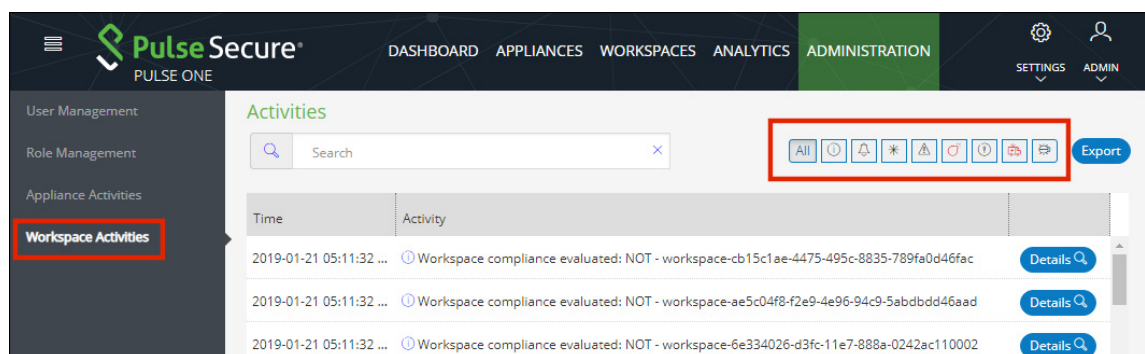 Pulse Secure®
PULSE ONE
DASHBOARD APPLIANCES WORKSPACES ANALYTICS ADMINISTRATION
SETTINGS ADMIN
User Management
Role Management
Appliance Activities
Workspace Activities
Activities
Search
All
Export
Time Activity
2019-01-21 05:11:32 ... Workspace compliance evaluated: NOT - workspace-cb15c1ae-4475-495c-8835-789fa0d46fac Details
2019-01-21 05:11:32 ... Workspace compliance evaluated: NOT - workspace-ae5c04f8-f2e9-4e96-94c9-5abdbdd46aad Details
2019-01-21 05:11:32 ... Workspace compliance evaluated: NOT - workspace-6e334026-d3fc-11e7-888a-0242ac110002 Details